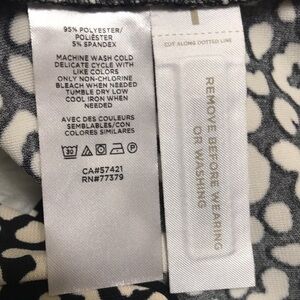 95% POLYESTER/
POLIÉSTER
5% SPANDEX
MACHINE WASH COLD
DELICATE CYCLE WITH
LIKE COLORS
ONLY NON-CHLORINE
BLEACH WHEN NEEDED
TUMBLE DRY LOW
COOL IRON WHEN
NEEDED
AVEC DES COULEURS
SEMBLABLES/CON
COLORES SIMILARES
30
CA#57421
RN#77379
CUT ALONG DOTTED LINE
REMOVE BEFORE WEARING
OR WASHING